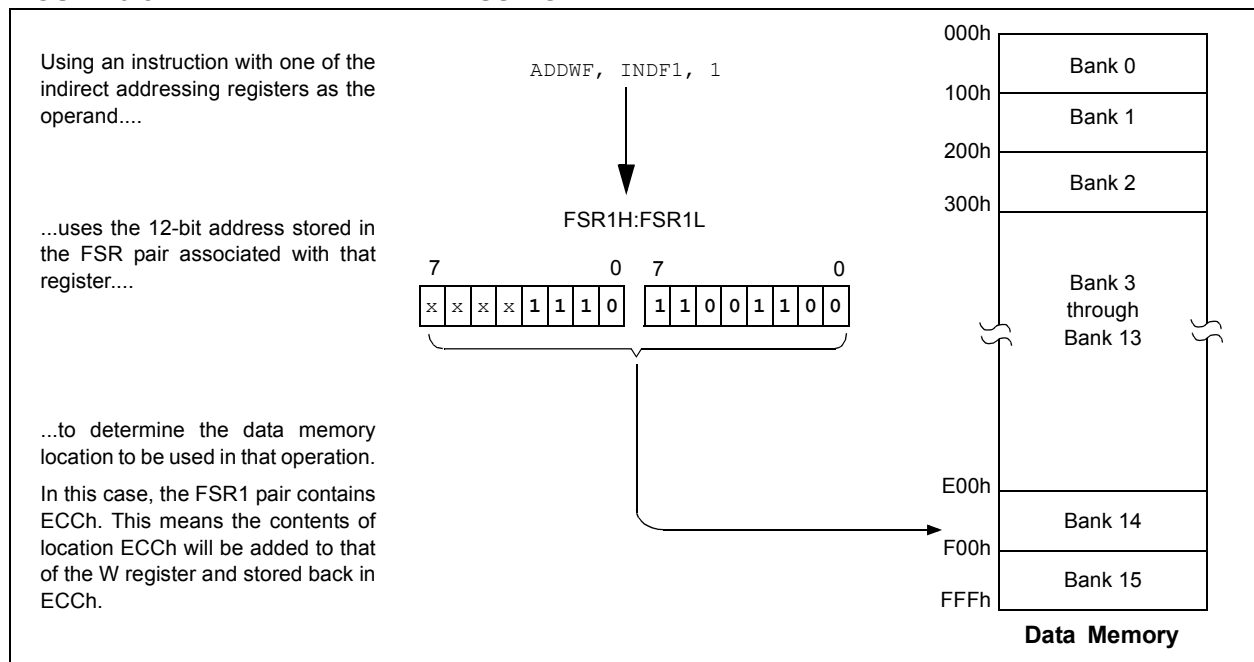 Using an instruction with one of the
indirect addressing registers as the
operand....
ADDWF, INDF1, 1
...uses the 12-bit address stored in
the FSR pair associated with that
register....
FSR1H:FSR1L
7 0 7 0
x x x x 1 1 1 0 1 1 0 0 1 1 0 0
...to determine the data memory
location to be used in that operation.
In this case, the FSR1 pair contains
ECCh. This means the contents of
location ECCh will be added to that
of the W register and stored back in
ECCh.
000h
Bank 0
100h
Bank 1
200h
Bank 2
300h
Bank 3
through
Bank 13
E00h
Bank 14
F00h
Bank 15
FFFh
Data Memory